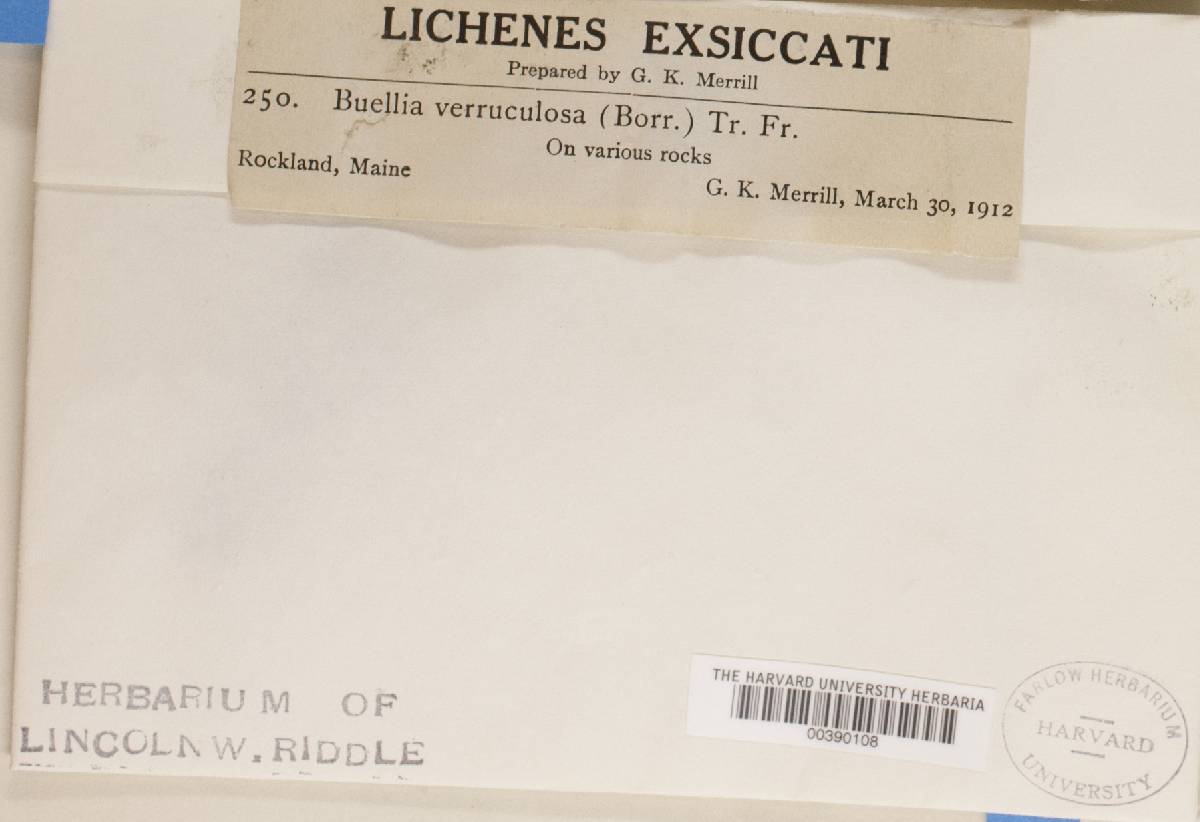 LICHENES EXSICCATI
Prepared by G. K. Merrill
250. Buellia verruculosa (Borr.) Tr. Fr.
On various rocks
Rockland, Maine
G. K. Merrill, March 30, 1912
HERBARIUM OF
LINCOLN W. RIDDLE
THE HARVARD UNIVERSITY HERBARIA
00390108
FARLOW HERBARIUM
HARVARD
UNIVERSITY